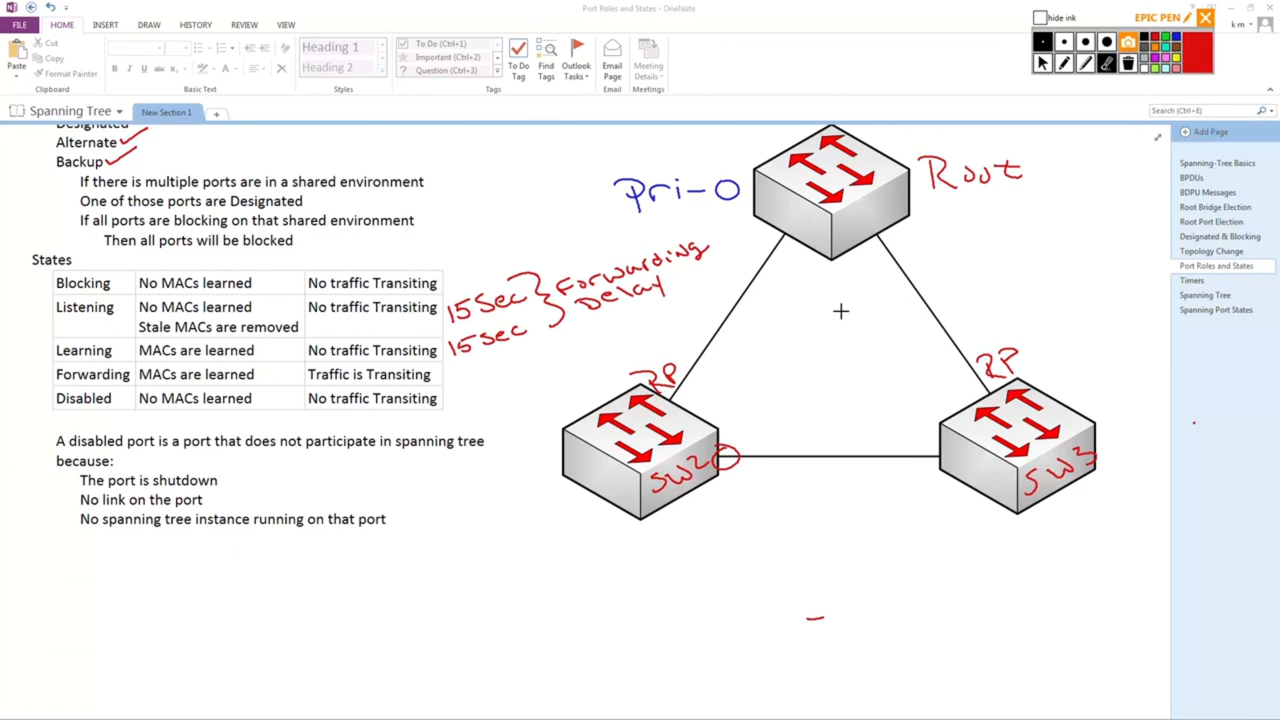 Port Roles and States - OneNote
hide ink
EPIC PEN
FILE HOME INSERT DRAW HISTORY REVIEW VIEW
k m
Paste
Cut
Copy
Format Painter
Clipboard
B I U abc
Basic Text
Heading 1
Heading 2
Styles
To Do (Ctrl+1)
Important (Ctrl+2)
Question (Ctrl+3)
Tags
To Do Tag
Find Tags
Outlook Tasks
Email Page
Email
Meeting Details
Meetings
Spanning Tree
New Section 1
Search (Ctrl+E)
Designated
Alternate
Backup
If there is multiple ports are in a shared environment
One of those ports are Designated
If all ports are blocking on that shared environment
Then all ports will be blocked
States
Blocking No MACs learned No traffic Transiting
Listening No MACs learned No traffic Transiting
Stale MACs are removed
Learning MACs are learned No traffic Transiting
Forwarding MACs are learned Traffic is Transiting
Disabled No MACs learned No traffic Transiting
15 Sec
15 sec
Forwarding
Delay
A disabled port is a port that does not participate in spanning tree
because:
The port is shutdown
No link on the port
No spanning tree instance running on that port
Pri-0
Root
RP
RP
SW2
SW3
Add Page
Spanning-Tree Basics
BPDUs
BDPU Messages
Root Bridge Election
Root Port Election
Designated & Blocking
Topology Change
Port Roles and States
Timers
Spanning Tree
Spanning Port States